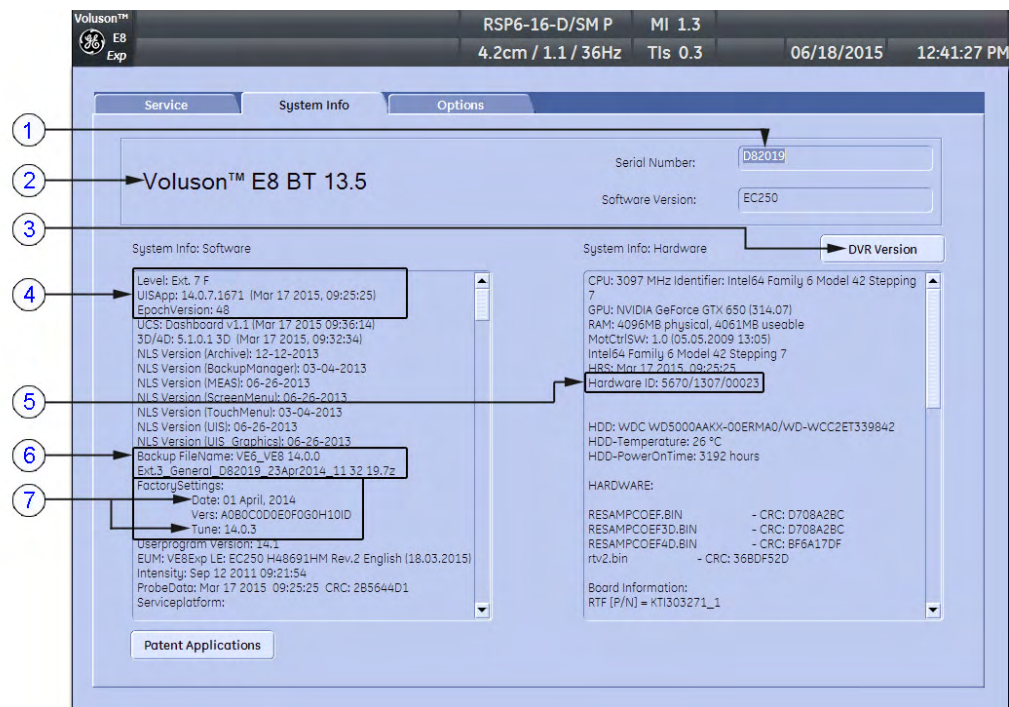 Voluson™
E8
Exp
RSP6-16-D/SM P MI 1.3
4.2cm / 1.1 / 36Hz TIs 0.3 06/18/2015 12:41:27 PM
Service System Info Options
1
2
3
4
5
6
7
Voluson™ E8 BT 13.5
Serial Number: D82019
Software Version: EC250
DVR Version
System Info: Software
Level: Ext. 7 F
UISApp: 14.0.7.1671 (Mar 17 2015, 09:25:25)
EpochVersion: 48
UCS: Dashboard v1.1 (Mar 17 2015 09:36:14)
3D/4D: 5.1.0.1 3D (Mar 17 2015, 09:32:34)
NLS Version (Archive): 12-12-2013
NLS Version (BackupManager): 03-04-2013
NLS Version (MEAS): 06-26-2013
NLS Version (ScreenMenu): 06-26-2013
NLS Version (TouchMenu): 03-04-2013
NLS Version (UIS): 06-26-2013
NLS Version (UIS_Graphics): 06-26-2013
Backup FileName: VE6_VE8 14.0.0
Ext.3_General_D82019_23Apr2014_11 32 19.7z
FactorySettings:
Date: 01 April, 2014
Vers: A0B0C0D0E0F0G0H10ID
Tune: 14.0.3
Userprogram Version: 14.1
EUM: VE8Exp LE: EC250 H48691HM Rev.2 English (18.03.2015)
Intensity: Sep 12 2011 09:21:54
ProbeData: Mar 17 2015 09:25:25 CRC: 2B5644D1
Serviceplatform:
System Info: Hardware
CPU: 3097 MHz Identifier: Intel64 Family 6 Model 42 Stepping
7
GPU: NVIDIA GeForce GTX 650 (314.07)
RAM: 4096MB physical, 4061MB useable
MotCtrlSW: 1.0 (05.05.2009 13:05)
Intel64 Family 6 Model 42 Stepping 7
HRS: Mar 17 2015, 09:25:25
Hardware ID: 5670/1307/00023
HDD: WDC WD5000AAKX-00ERMA0/WD-WCC2ET339842
HDD-Temperature: 26 °C
HDD-PowerOnTime: 3192 hours
HARDWARE:
RESAMPCOEF.BIN - CRC: D708A2BC
RESAMPCOEF3D.BIN - CRC: D708A2BC
RESAMPCOEF4D.BIN - CRC: BF6A17DF
rtv2.bin - CRC: 36BDF52D
Board Information:
RTF [P/N] = KTI303271_1
Patent Applications